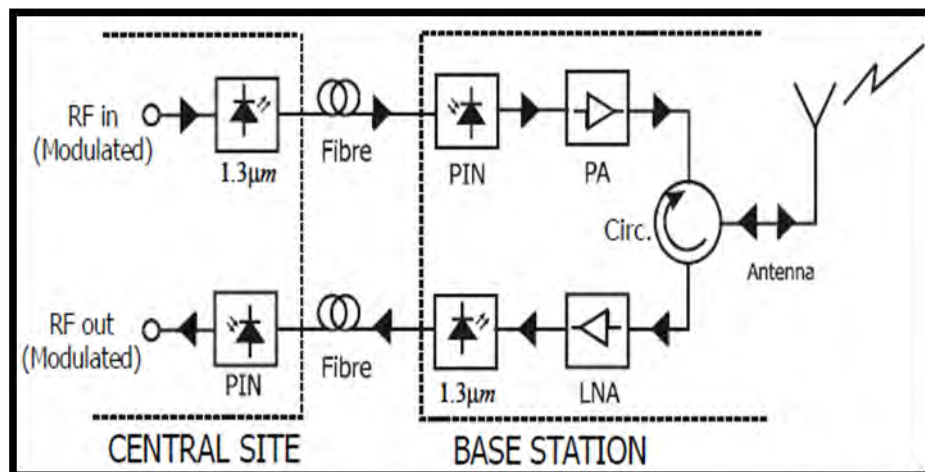 RF in
(Modulated)
1.3μm
Fibre
PIN
PA
Circ.
Antenna
RF out
(Modulated)
PIN
Fibre
1.3μm
LNA
CENTRAL SITE
BASE STATION